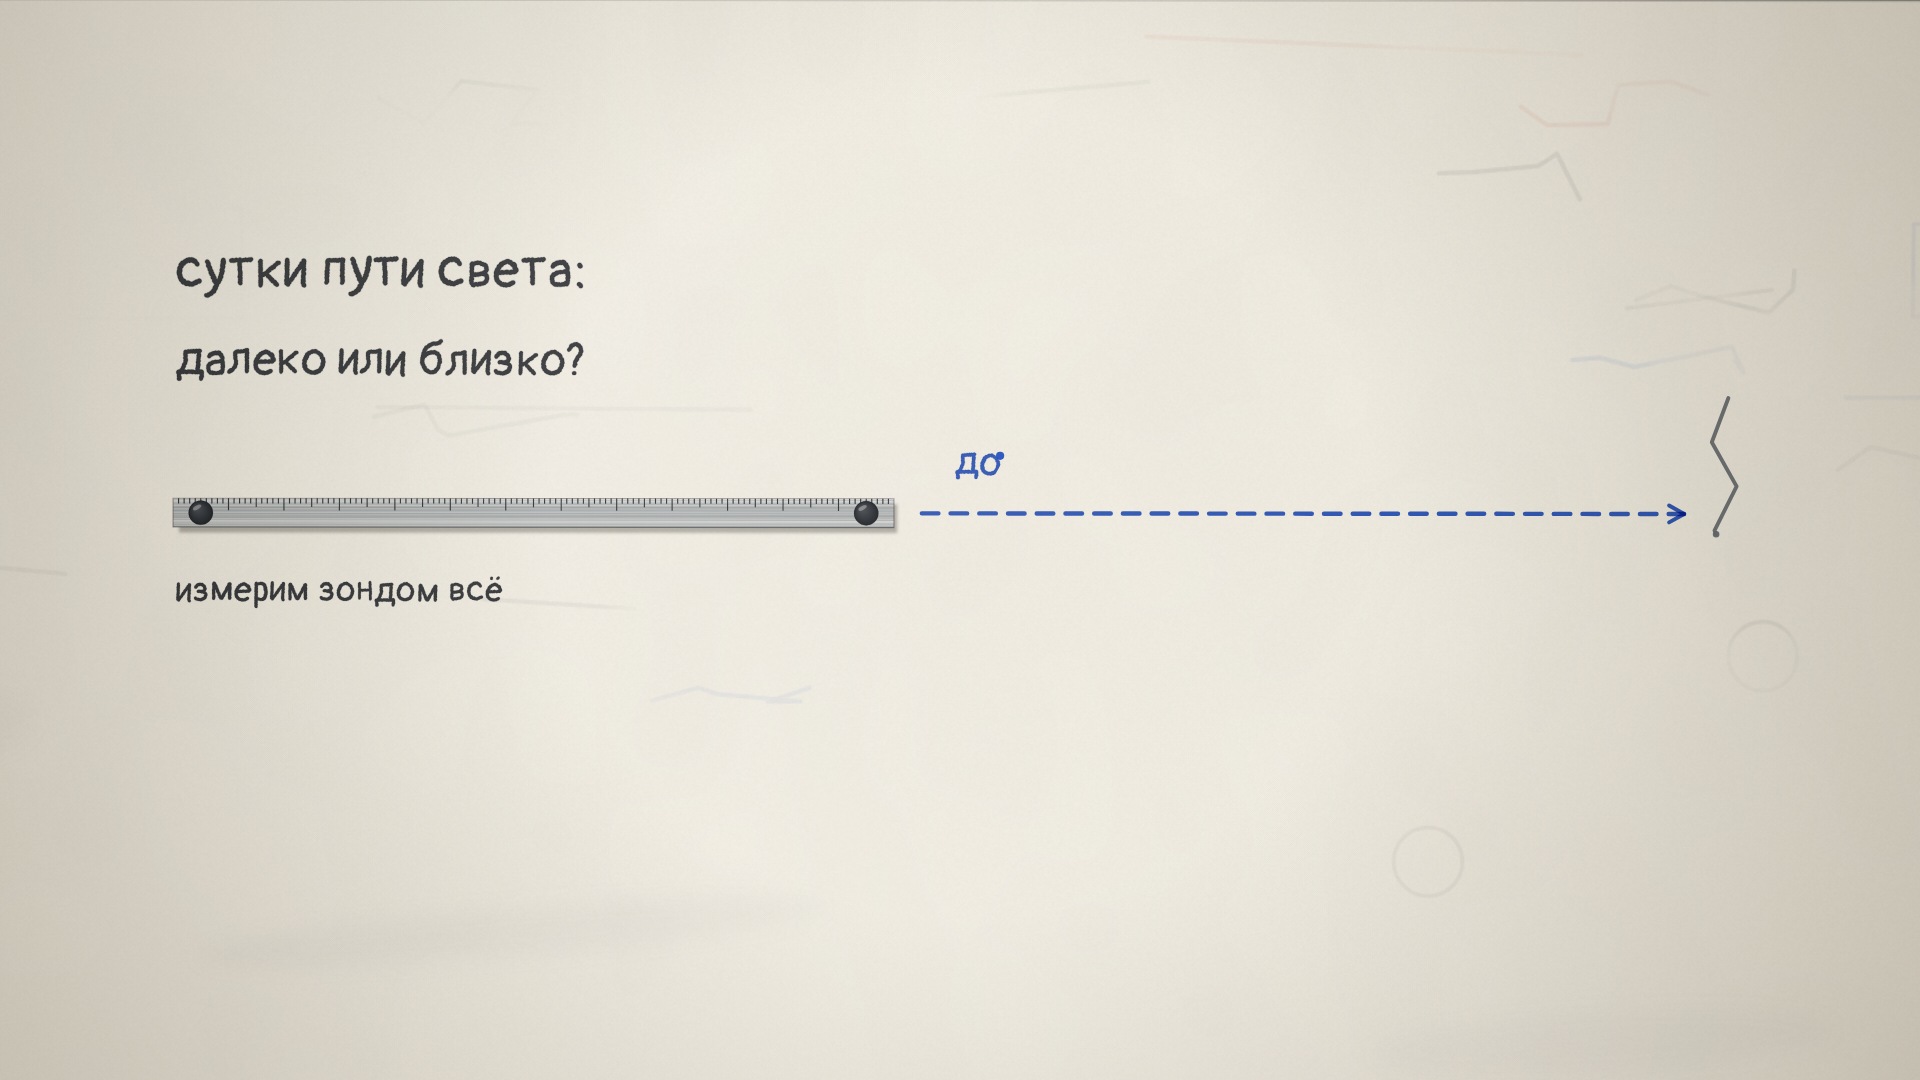 сутки пути света:
далеко или близко?
до
измерим зондом всё